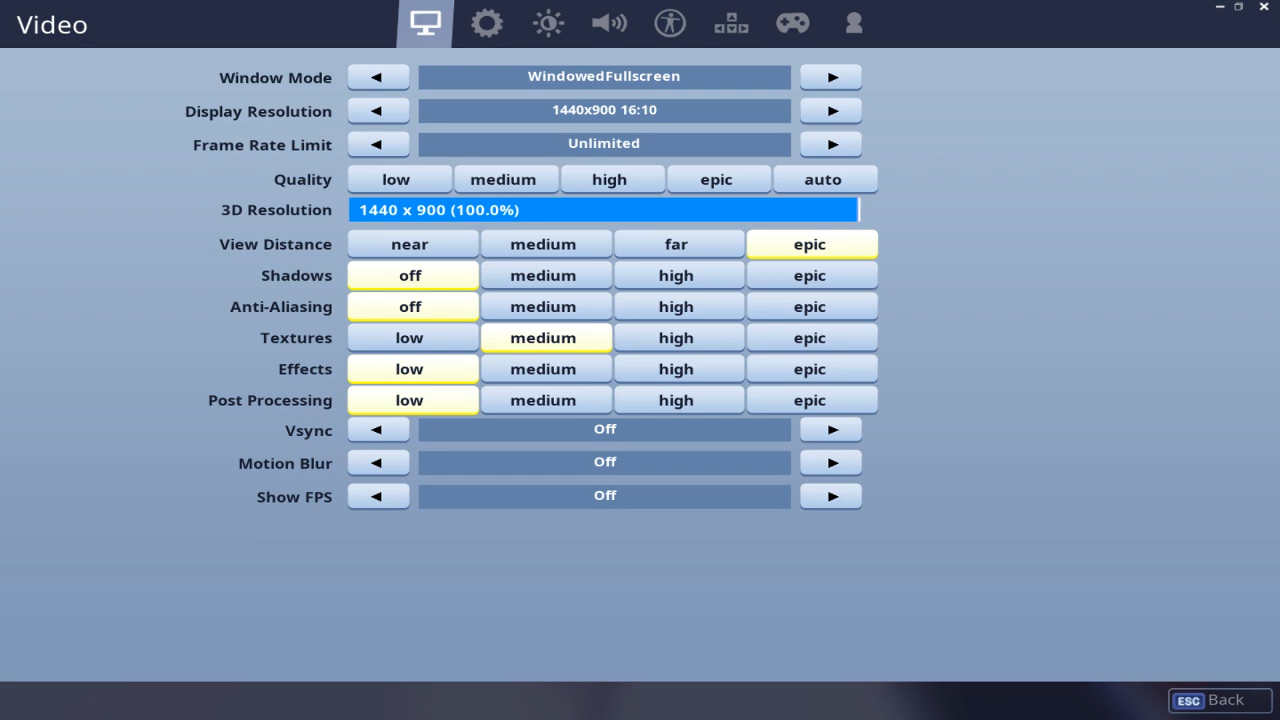 Video
Window Mode ◄ WindowedFullscreen ►
Display Resolution ◄ 1440x900 16:10 ►
Frame Rate Limit ◄ Unlimited ►
Quality low medium high epic auto
3D Resolution 1440 x 900 (100.0%)
View Distance near medium far epic
Shadows off medium high epic
Anti-Aliasing off medium high epic
Textures low medium high epic
Effects low medium high epic
Post Processing low medium high epic
Vsync ◄ Off ►
Motion Blur ◄ Off ►
Show FPS ◄ Off ►
ESC Back